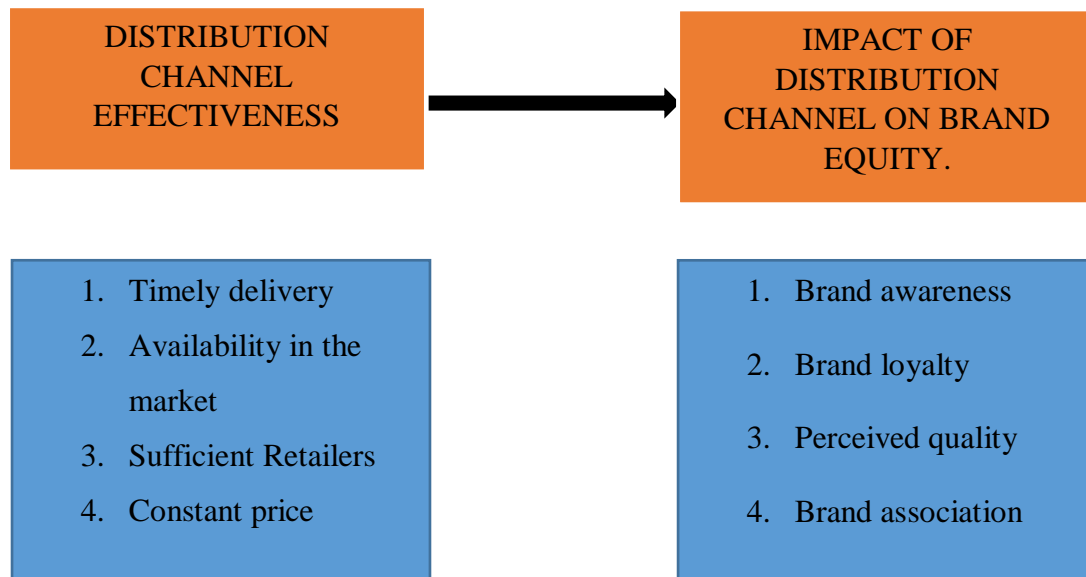 DISTRIBUTION
CHANNEL
EFFECTIVENESS
IMPACT OF
DISTRIBUTION
CHANNEL ON BRAND
EQUITY.
1. Timely delivery
2. Availability in the
market
3. Sufficient Retailers
4. Constant price
1. Brand awareness
2. Brand loyalty
3. Perceived quality
4. Brand association